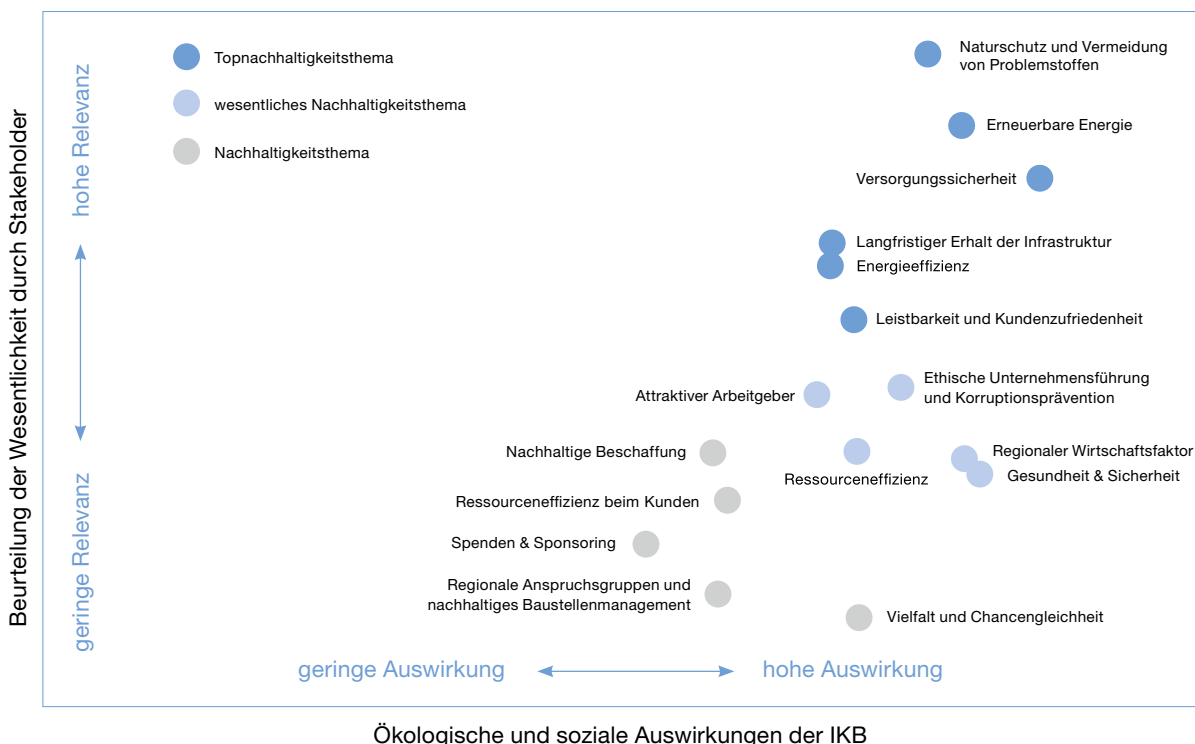 Beurteilung der Wesentlichkeit durch Stakeholder
hohe Relevanz
geringe Relevanz
Topnachhaltigkeitsthema
wesentliches Nachhaltigkeitsthema
Nachhaltigkeitsthema
Naturschutz und Vermeidung
von Problemstoffen
Erneuerbare Energie
Versorgungssicherheit
Langfristiger Erhalt der Infrastruktur
Energieeffizienz
Leistbarkeit und Kundenzufriedenheit
Attraktiver Arbeitgeber
Ethische Unternehmensführung
und Korruptionsprävention
Nachhaltige Beschaffung
Ressourceneffizienz
Regionaler Wirtschaftsfaktor
Gesundheit & Sicherheit
Ressourceneffizienz beim Kunden
Spenden & Sponsoring
Regionale Anspruchsgruppen und
nachhaltiges Baustellenmanagement
Vielfalt und Chancengleichheit
geringe Auswirkung
hohe Auswirkung
Ökologische und soziale Auswirkungen der IKB